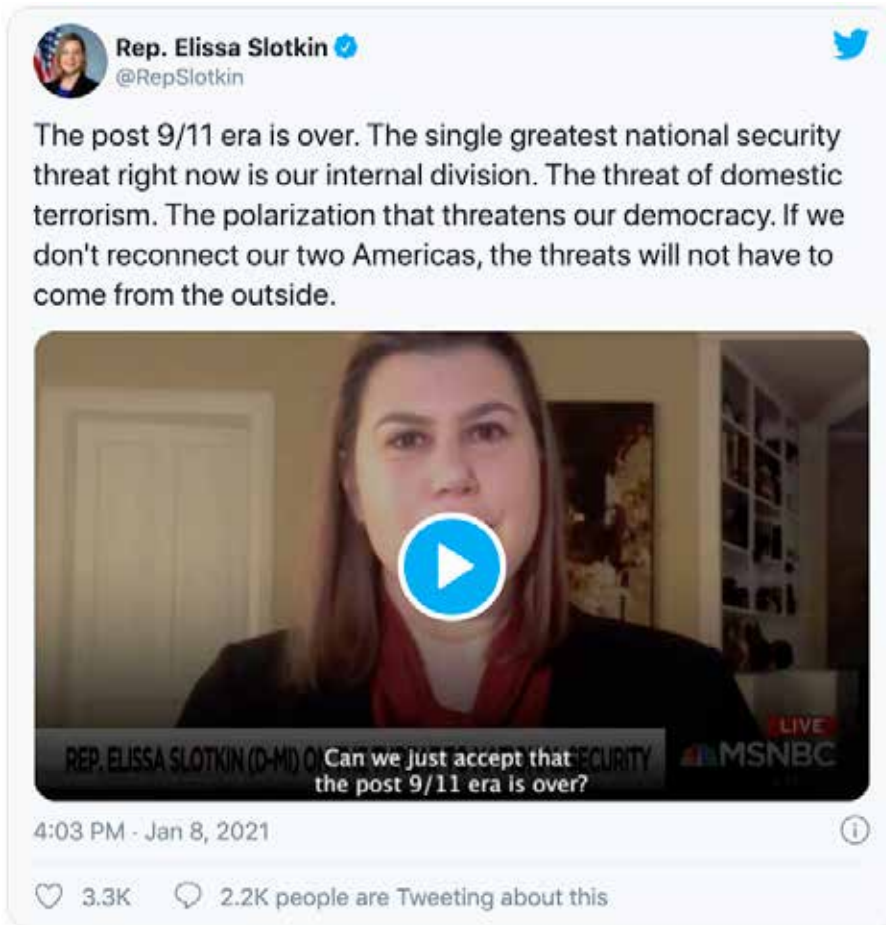 Rep. Elissa Slotkin
@RepSlotkin
The post 9/11 era is over. The single greatest national security
threat right now is our internal division. The threat of domestic
terrorism. The polarization that threatens our democracy. If we
don't reconnect our two Americas, the threats will not have to
come from the outside.
LIVE
REP. ELISSA SLOTKIN (D-MI) ECURITY
MSNBC
Can we just accept that
the post 9/11 era is over?
4:03 PM · Jan 8, 2021
3.3K 2.2K people are Tweeting about this